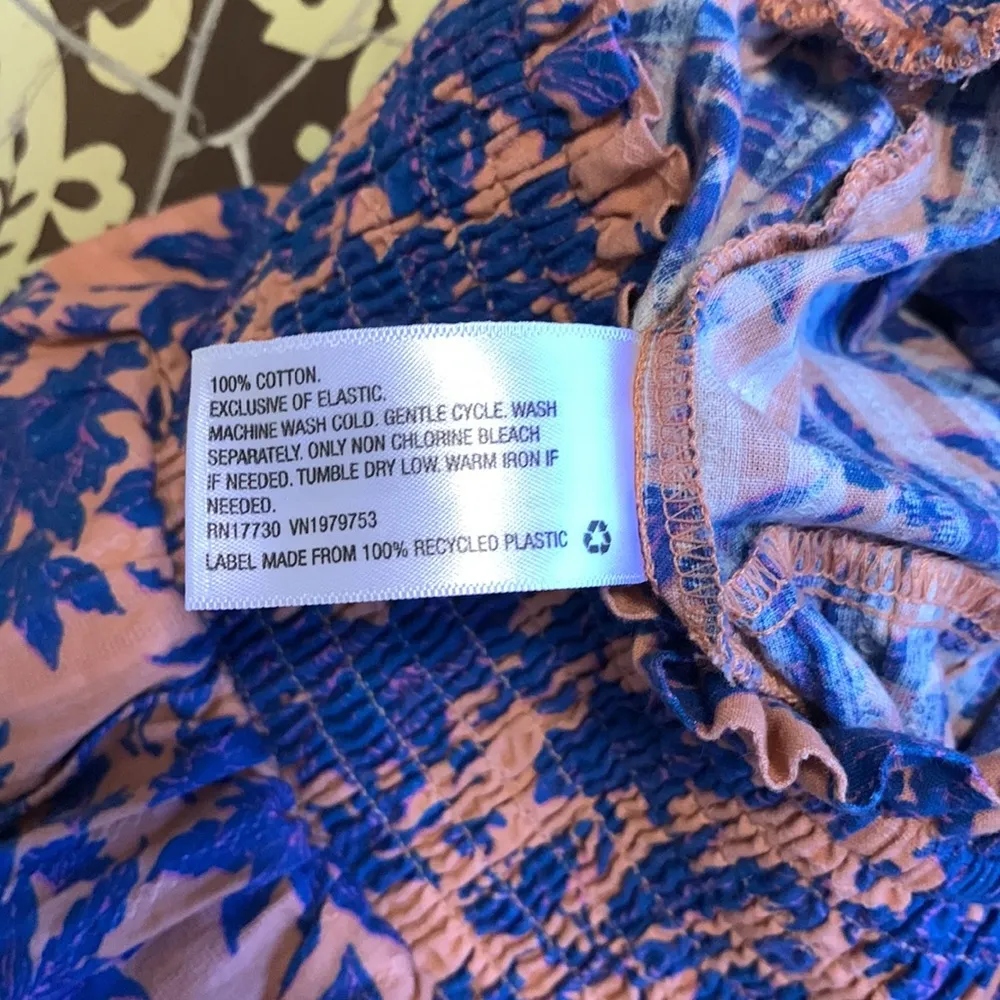 100% COTTON.
EXCLUSIVE OF ELASTIC.
MACHINE WASH COLD. GENTLE CYCLE. WASH
SEPARATELY. ONLY NON CHLORINE BLEACH
IF NEEDED. TUMBLE DRY LOW. WARM IRON IF
NEEDED.
RN17730 VN1979753
LABEL MADE FROM 100% RECYCLED PLASTIC